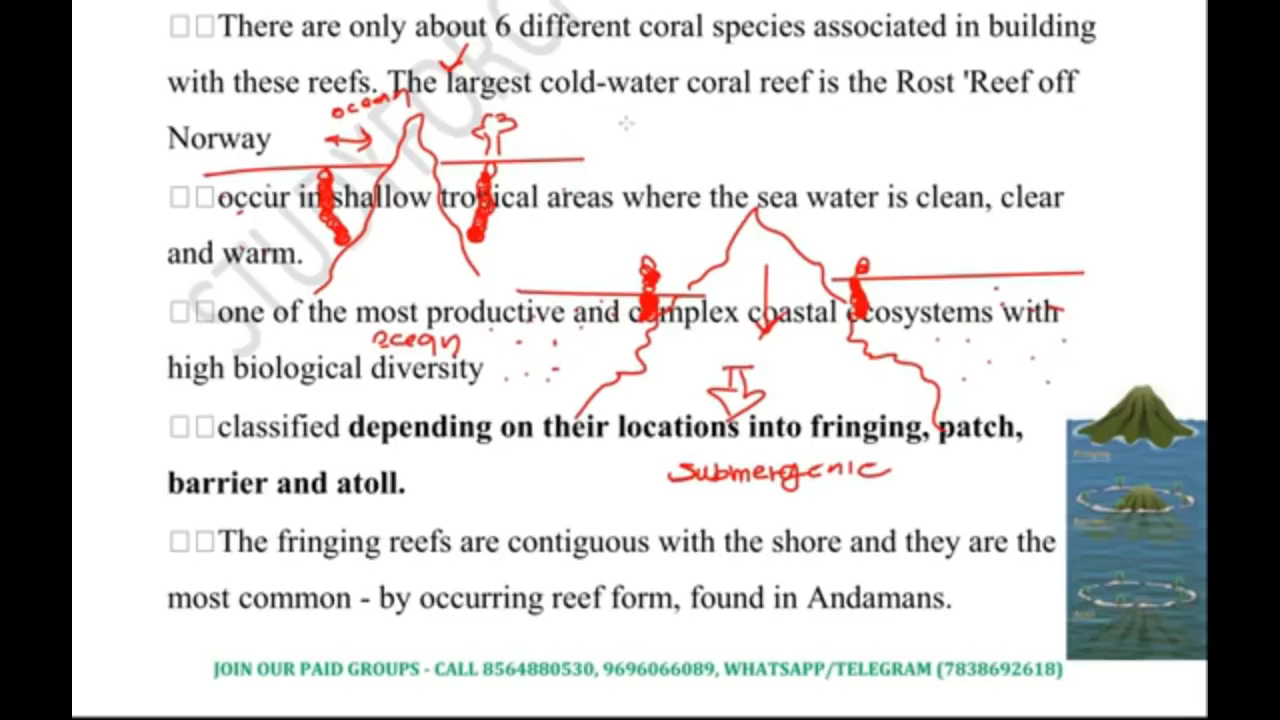 There are only about 6 different coral species associated in building
with these reefs. The largest cold-water coral reef is the Rost 'Reef off
ocean
Norway
occur in shallow tropical areas where the sea water is clean, clear
and warm.
one of the most productive and complex coastal ecosystems with
ocean
high biological diversity
classified depending on their locations into fringing, patch,
submergenic
barrier and atoll.
The fringing reefs are contiguous with the shore and they are the
most common - by occurring reef form, found in Andamans.
JOIN OUR PAID GROUPS - CALL 8564880530, 9696066089, WHATSAPP/TELEGRAM (7838692618)